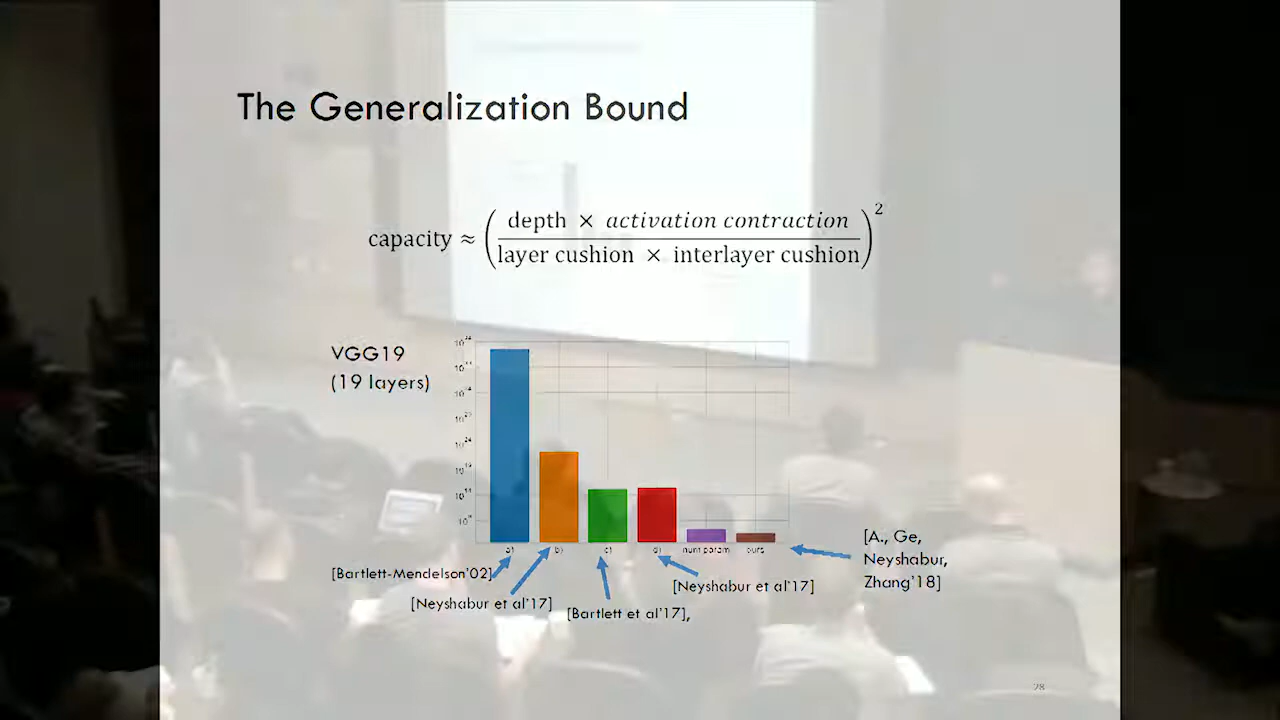 The Generalization Bound
capacity ≈ ( depth × activation contraction / layer cushion × interlayer cushion )²
VGG19
(19 layers)
a)
b)
c)
d)
num param
ours
[Bartlett-Mendelson'02]
[Neyshabur et al'17]
[Bartlett et al'17],
[Neyshabur et al'17]
[A., Ge,
Neyshabur,
Zhang'18]
28